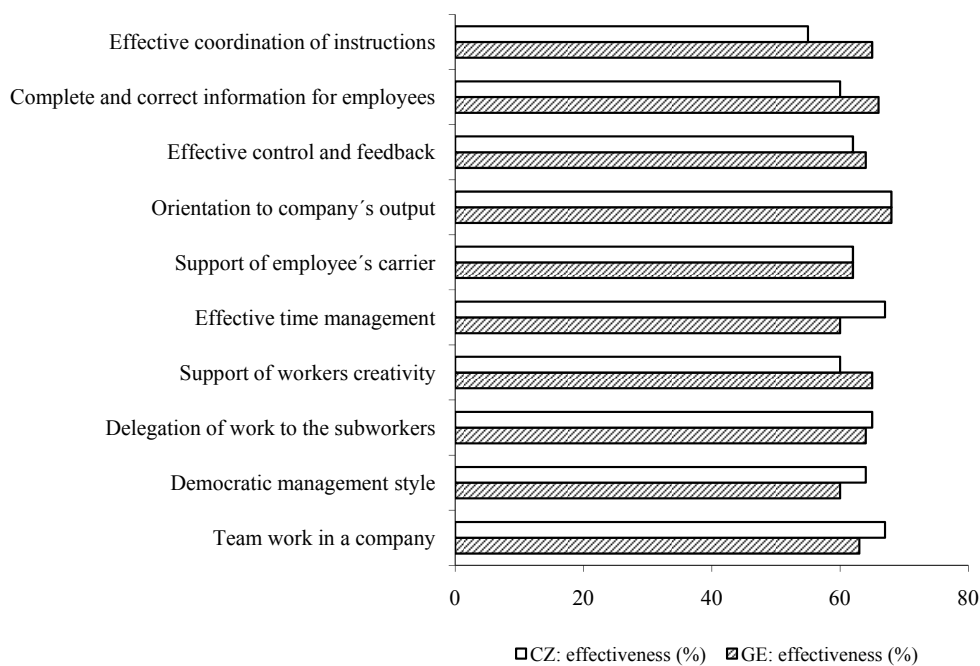 Effective coordination of instructions
Complete and correct information for employees
Effective control and feedback
Orientation to company´s output
Support of employee´s carrier
Effective time management
Support of workers creativity
Delegation of work to the subworkers
Democratic management style
Team work in a company
0 20 40 60 80
CZ: effectiveness (%) GE: effectiveness (%)